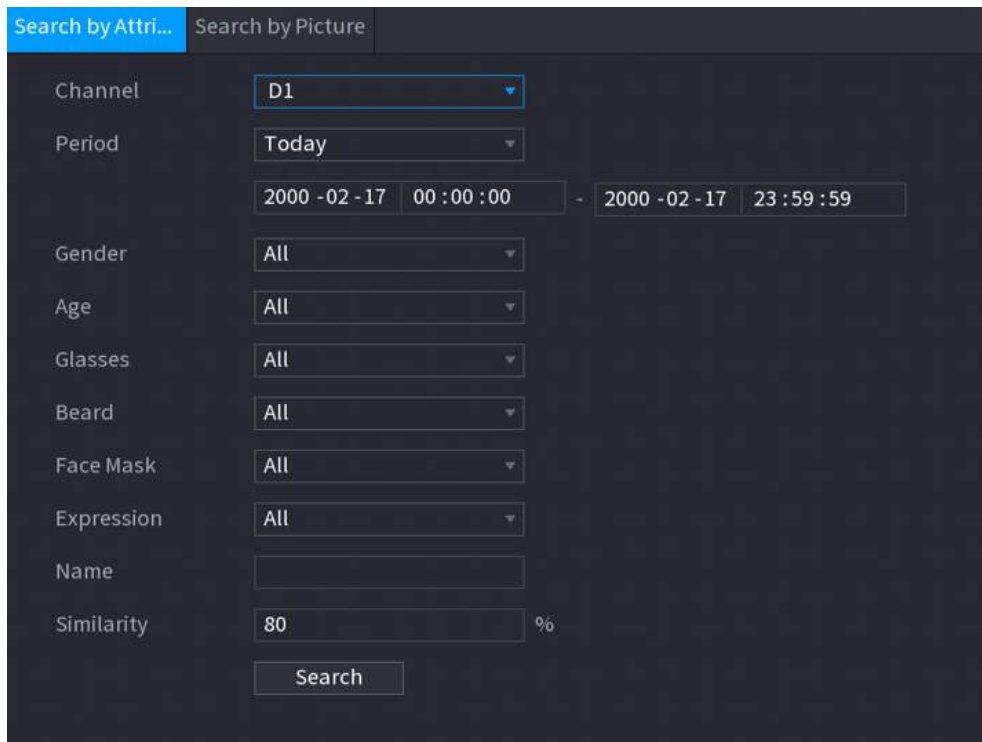 Search by Attri... Search by Picture
Channel D1
Period Today
2000 -02 -17 00 :00 :00 - 2000 -02 -17 23 :59 :59
Gender All
Age All
Glasses All
Beard All
Face Mask All
Expression All
Name
Similarity 80 %
Search